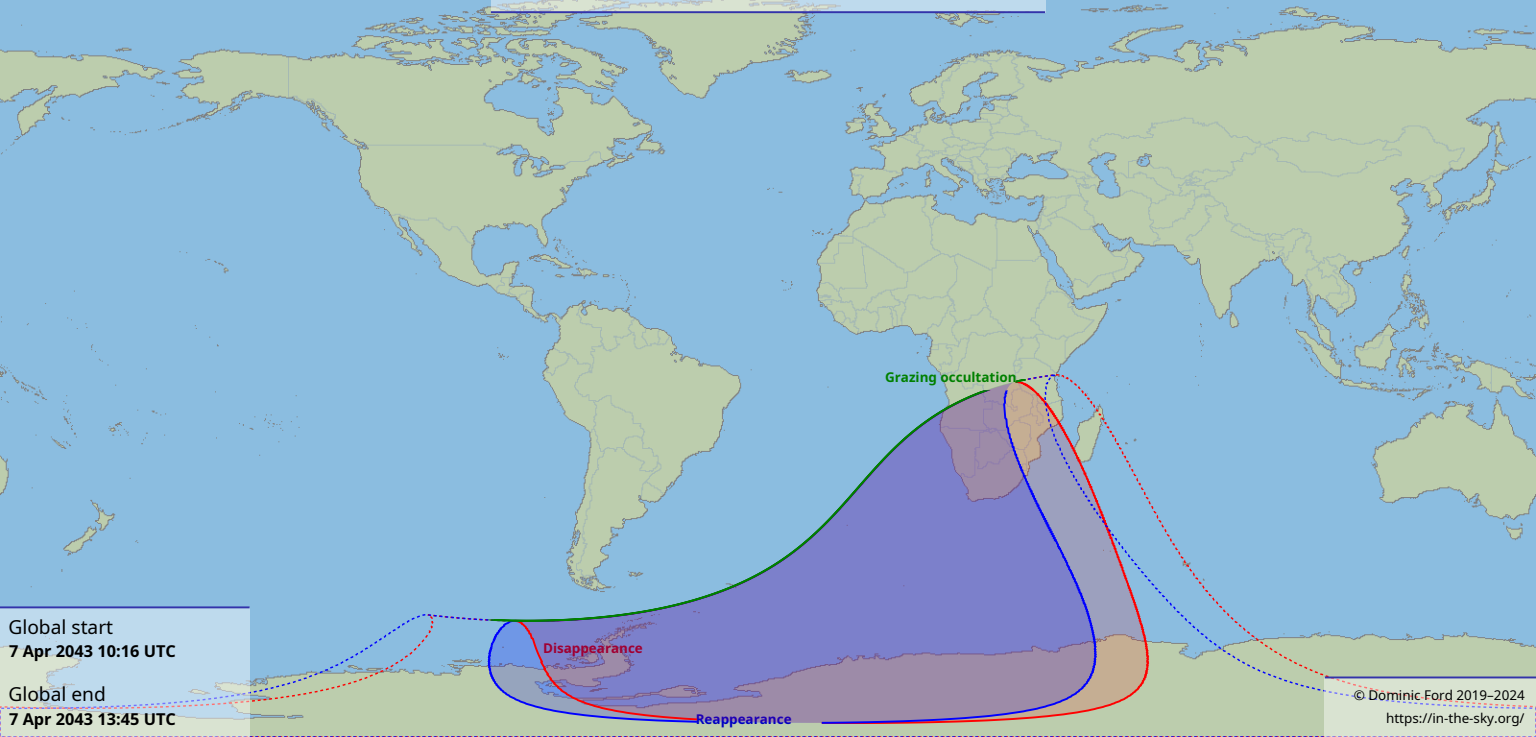 Grazing occultation
Disappearance
Reappearance
Global start
7 Apr 2043 10:16 UTC
Global end
7 Apr 2043 13:45 UTC
© Dominic Ford 2019–2024
https://in-the-sky.org/